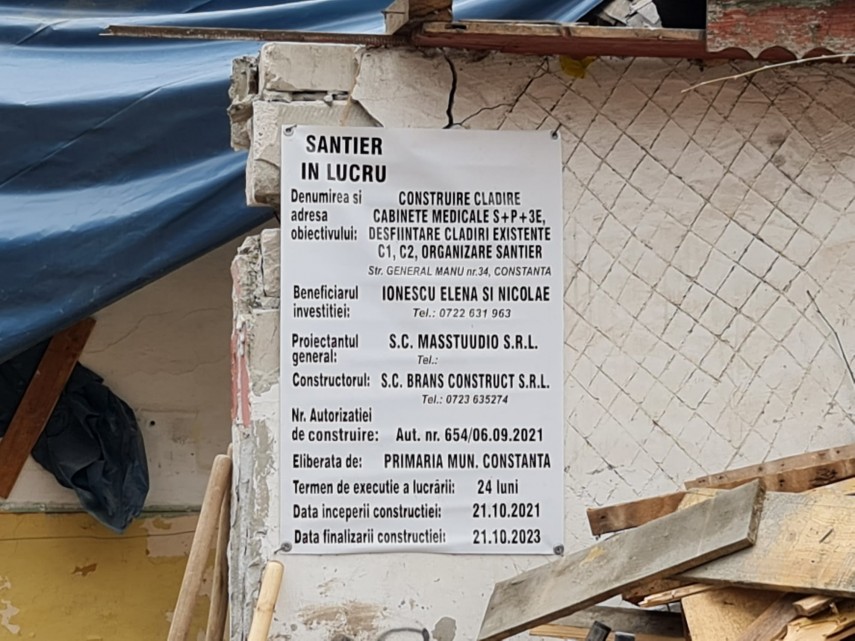 SANTIER
IN LUCRU
Denumirea si adresa obiectivului:
CONSTRUIRE CLADIRE
CABINETE MEDICALE S+P+3E,
DESFIINTARE CLADIRI EXISTENTE
C1, C2, ORGANIZARE SANTIER
Str. GENERAL MANU nr.34, CONSTANTA
Beneficiarul investitiei:
IONESCU ELENA SI NICOLAE
Tel.: 0722 631 963
Proiectantul general:
S.C. MASSTUUDIO S.R.L.
Tel.:
Constructorul: S.C. BRANS CONSTRUCT S.R.L.
Tel.: 0723 635274
Nr. Autorizatiei
de construire: Aut. nr. 654/06.09.2021
Eliberata de: PRIMARIA MUN. CONSTANTA
Termen de executie a lucrării: 24 luni
Data inceperii constructiei: 21.10.2021
Data finalizarii constructiei: 21.10.2023